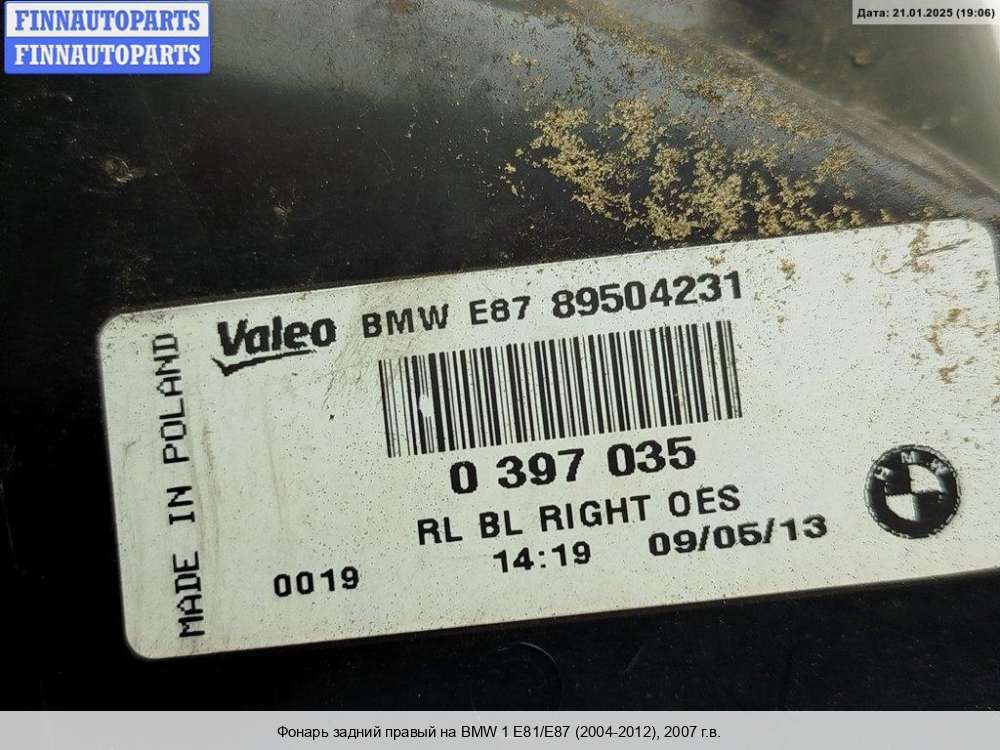 FINNAUTOPARTS
FINNAUTOPARTS
Дата: 21.01.2025 (19:06)
MADE IN POLAND
Valeo BMW E87 89504231
0 397 035
RL BL RIGHT OES
14:19 09/05/13
0019
BMW
Фонарь задний правый на BMW 1 E81/E87 (2004-2012), 2007 г.в.